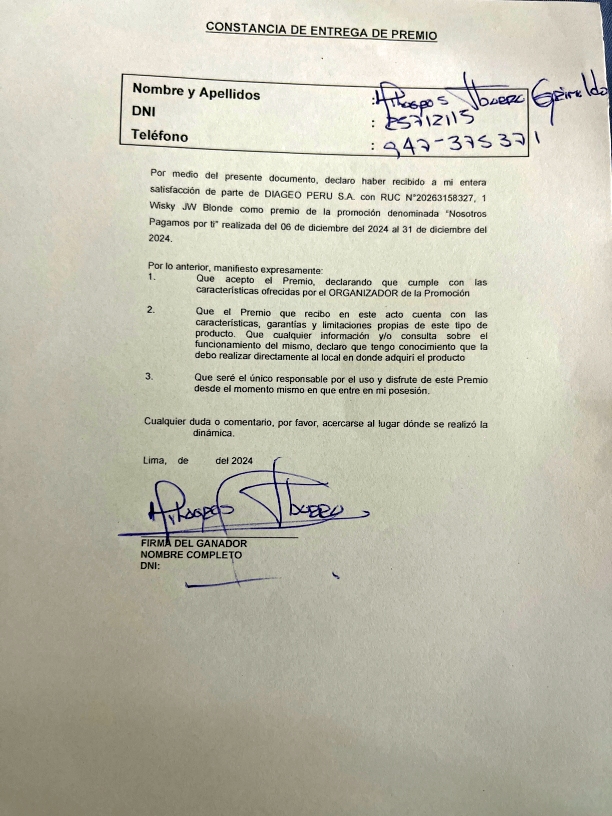 CONSTANCIA DE ENTREGA DE PREMIO
Nombre y Apellidos : Ibuero Grimaldo
DNI : 25712115
Teléfono : 947-375371
Por medio del presente documento, declaro haber recibido a mi entera
satisfacción de parte de DIAGEO PERU S.A. con RUC N°20263158327, 1
Wisky JW Blonde como premio de la promoción denominada "Nosotros
Pagamos por ti" realizada del 06 de diciembre del 2024 al 31 de diciembre del
2024.
Por lo anterior, manifiesto expresamente:
1. Que acepto el Premio, declarando que cumple con las
características ofrecidas por el ORGANIZADOR de la Promoción
2. Que el Premio que recibo en este acto cuenta con las
características, garantías y limitaciones propias de este tipo de
producto. Que cualquier información y/o consulta sobre el
funcionamiento del mismo, declaro que tengo conocimiento que la
debo realizar directamente al local en donde adquirí el producto
3. Que seré el único responsable por el uso y disfrute de este Premio
desde el momento mismo en que entre en mi posesión.
Cualquier duda o comentario, por favor, acercarse al lugar dónde se realizó la
dinámica.
Lima, de del 2024
FIRMA DEL GANADOR
NOMBRE COMPLETO
DNI: